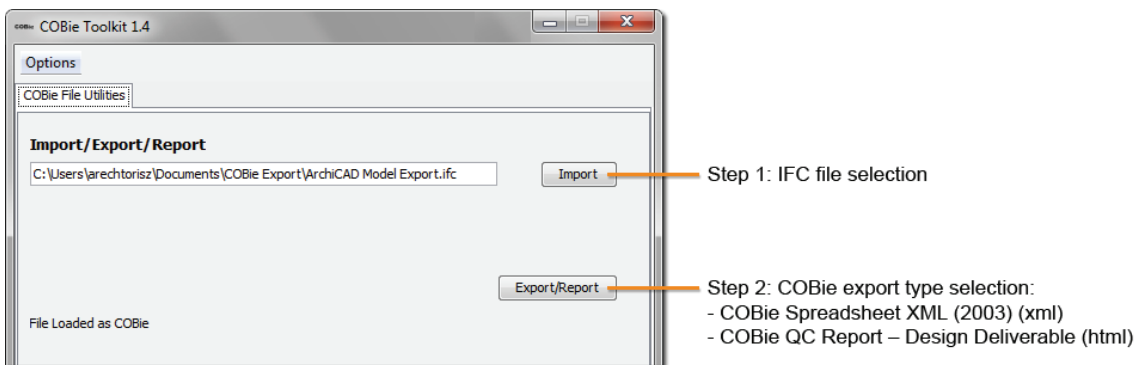 COBie COBie Toolkit 1.4
Options
COBie File Utilities
Import/Export/Report
C:\Users\arechtorisz\Documents\COBie Export\ArchiCAD Model Export.ifc
Import
Step 1: IFC file selection
Export/Report
Step 2: COBie export type selection:
- COBie Spreadsheet XML (2003) (xml)
- COBie QC Report – Design Deliverable (html)
File Loaded as COBie